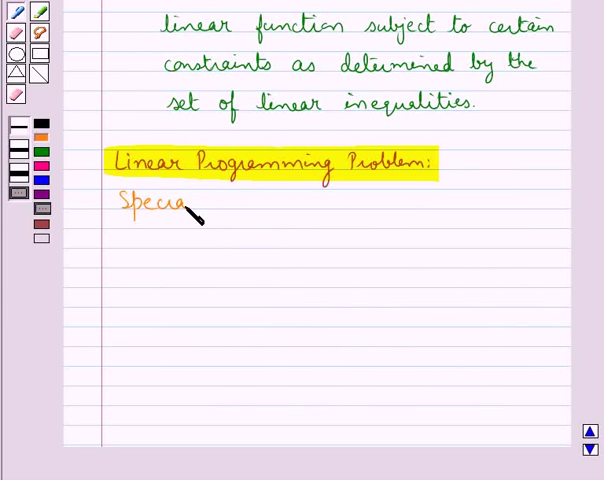 linear function subject to certain
constraints as determined by the
set of linear inequalities.
Linear Programming Problem:
Specia